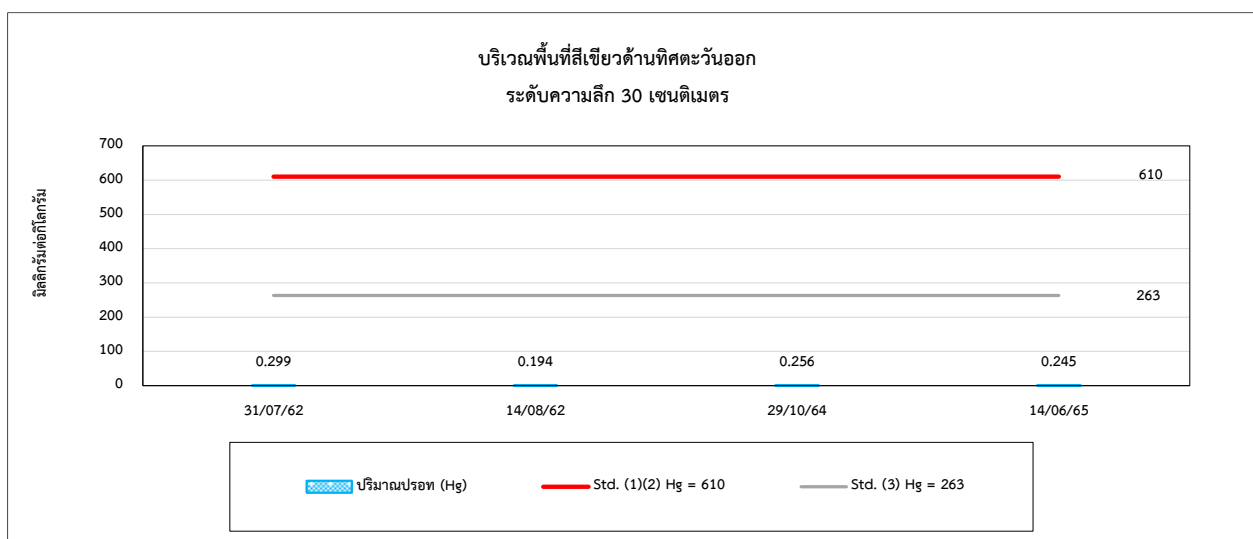 บริเวณพื้นที่สีเขียวด้านทิศตะวันออก
ระดับความลึก 30 เซนติเมตร
มิลลิกรัมต่อกิโลกรัม
700
600
500
400
300
200
100
0
610
263
0.299 0.194 0.256 0.245
31/07/62 14/08/62 29/10/64 14/06/65
ปริมาณปรอท (Hg) Std. (1)(2) Hg = 610 Std. (3) Hg = 263